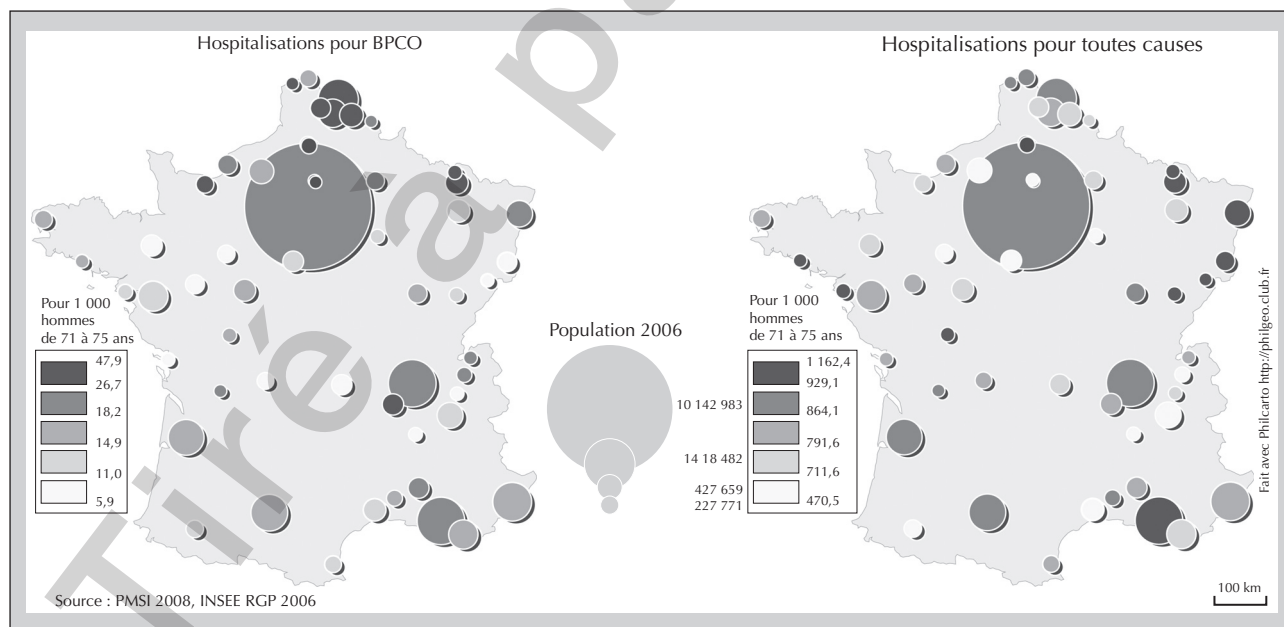 Hospitalisations pour BPCO
Pour 1 000
hommes
de 71 à 75 ans
47,9
26,7
18,2
14,9
11,0
5,9
Source : PMSI 2008, INSEE RGP 2006
Population 2006
10 142 983
14 18 482
427 659
227 771
Hospitalisations pour toutes causes
Pour 1 000
hommes
de 71 à 75 ans
1 162,4
929,1
864,1
791,6
711,6
470,5
Fait avec Philcarto http://philgeo.club.fr
100 km
Tiré à p